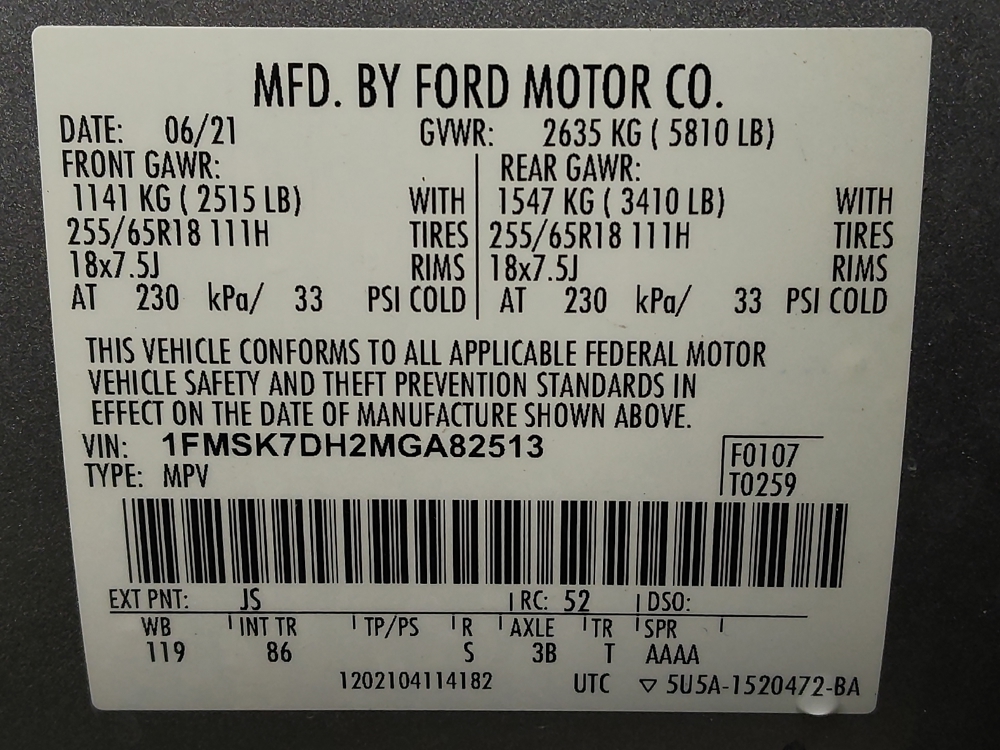 MFD. BY FORD MOTOR CO.
DATE: 06/21 GVWR: 2635 KG ( 5810 LB)
FRONT GAWR: REAR GAWR:
1141 KG ( 2515 LB) WITH 1547 KG ( 3410 LB) WITH
255/65R18 111H TIRES 255/65R18 111H TIRES
18x7.5J RIMS 18x7.5J RIMS
AT 230 kPa/ 33 PSI COLD AT 230 kPa/ 33 PSI COLD
THIS VEHICLE CONFORMS TO ALL APPLICABLE FEDERAL MOTOR
VEHICLE SAFETY AND THEFT PREVENTION STANDARDS IN
EFFECT ON THE DATE OF MANUFACTURE SHOWN ABOVE.
VIN: 1FMSK7DH2MGA82513
TYPE: MPV
F0107
T0259
EXT PNT: JS RC: 52 DSO:
WB INT TR TP/PS R AXLE TR SPR
119 86 S 3B T AAAA
1202104114182 UTC ▽ 5U5A-1520472-BA